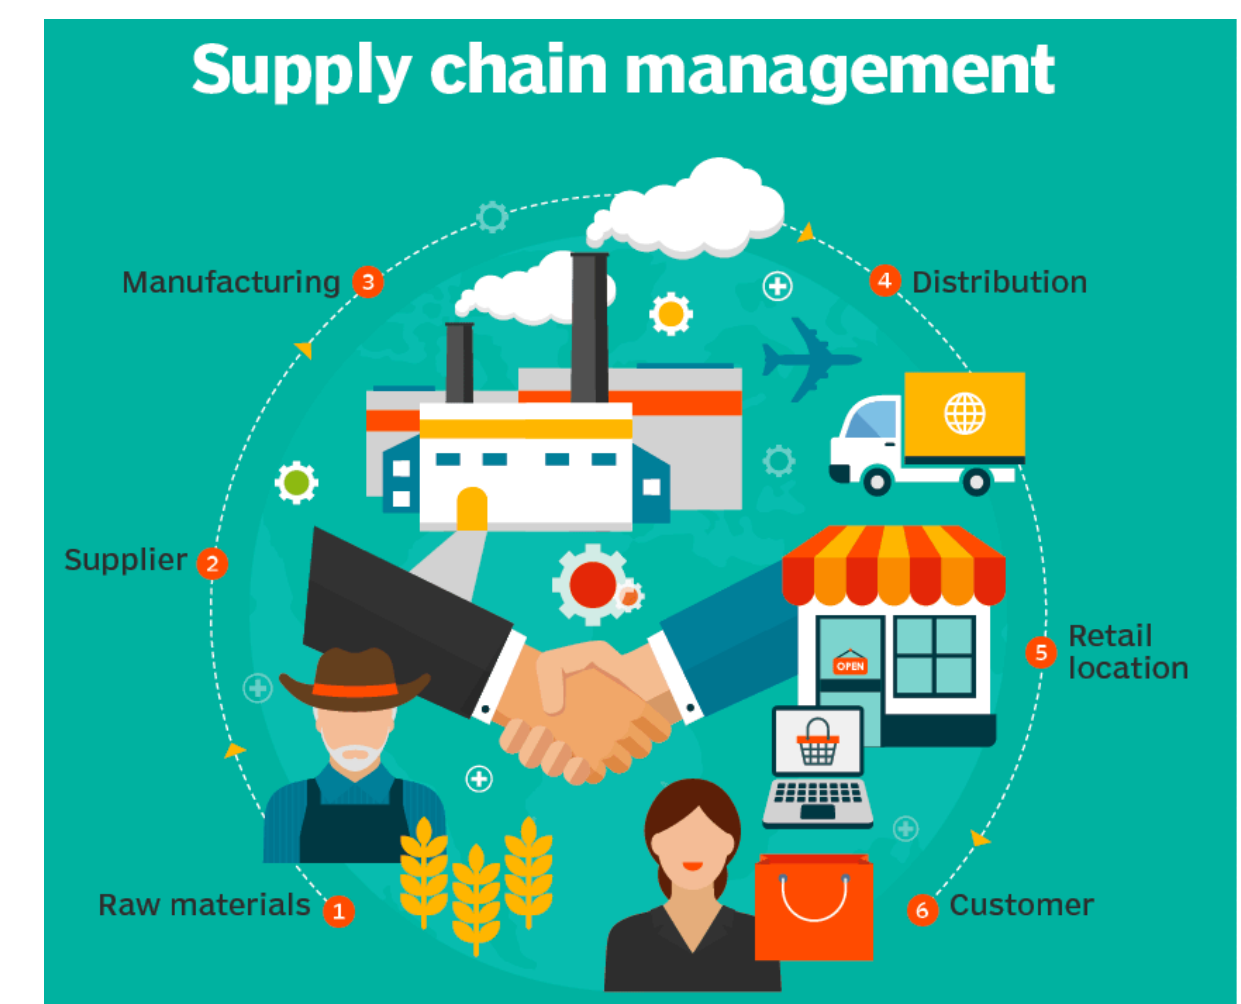 Supply chain management
Manufacturing 3
4 Distribution
Supplier 2
OPEN
5 Retail
location
Raw materials 1
6 Customer